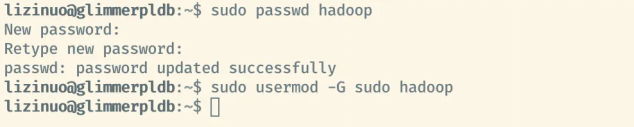 lizinuo@glimmerpldb:~$ sudo passwd hadoop
New password:
Retype new password:
passwd: password updated successfully
lizinuo@glimmerpldb:~$ sudo usermod -G sudo hadoop
lizinuo@glimmerpldb:~$